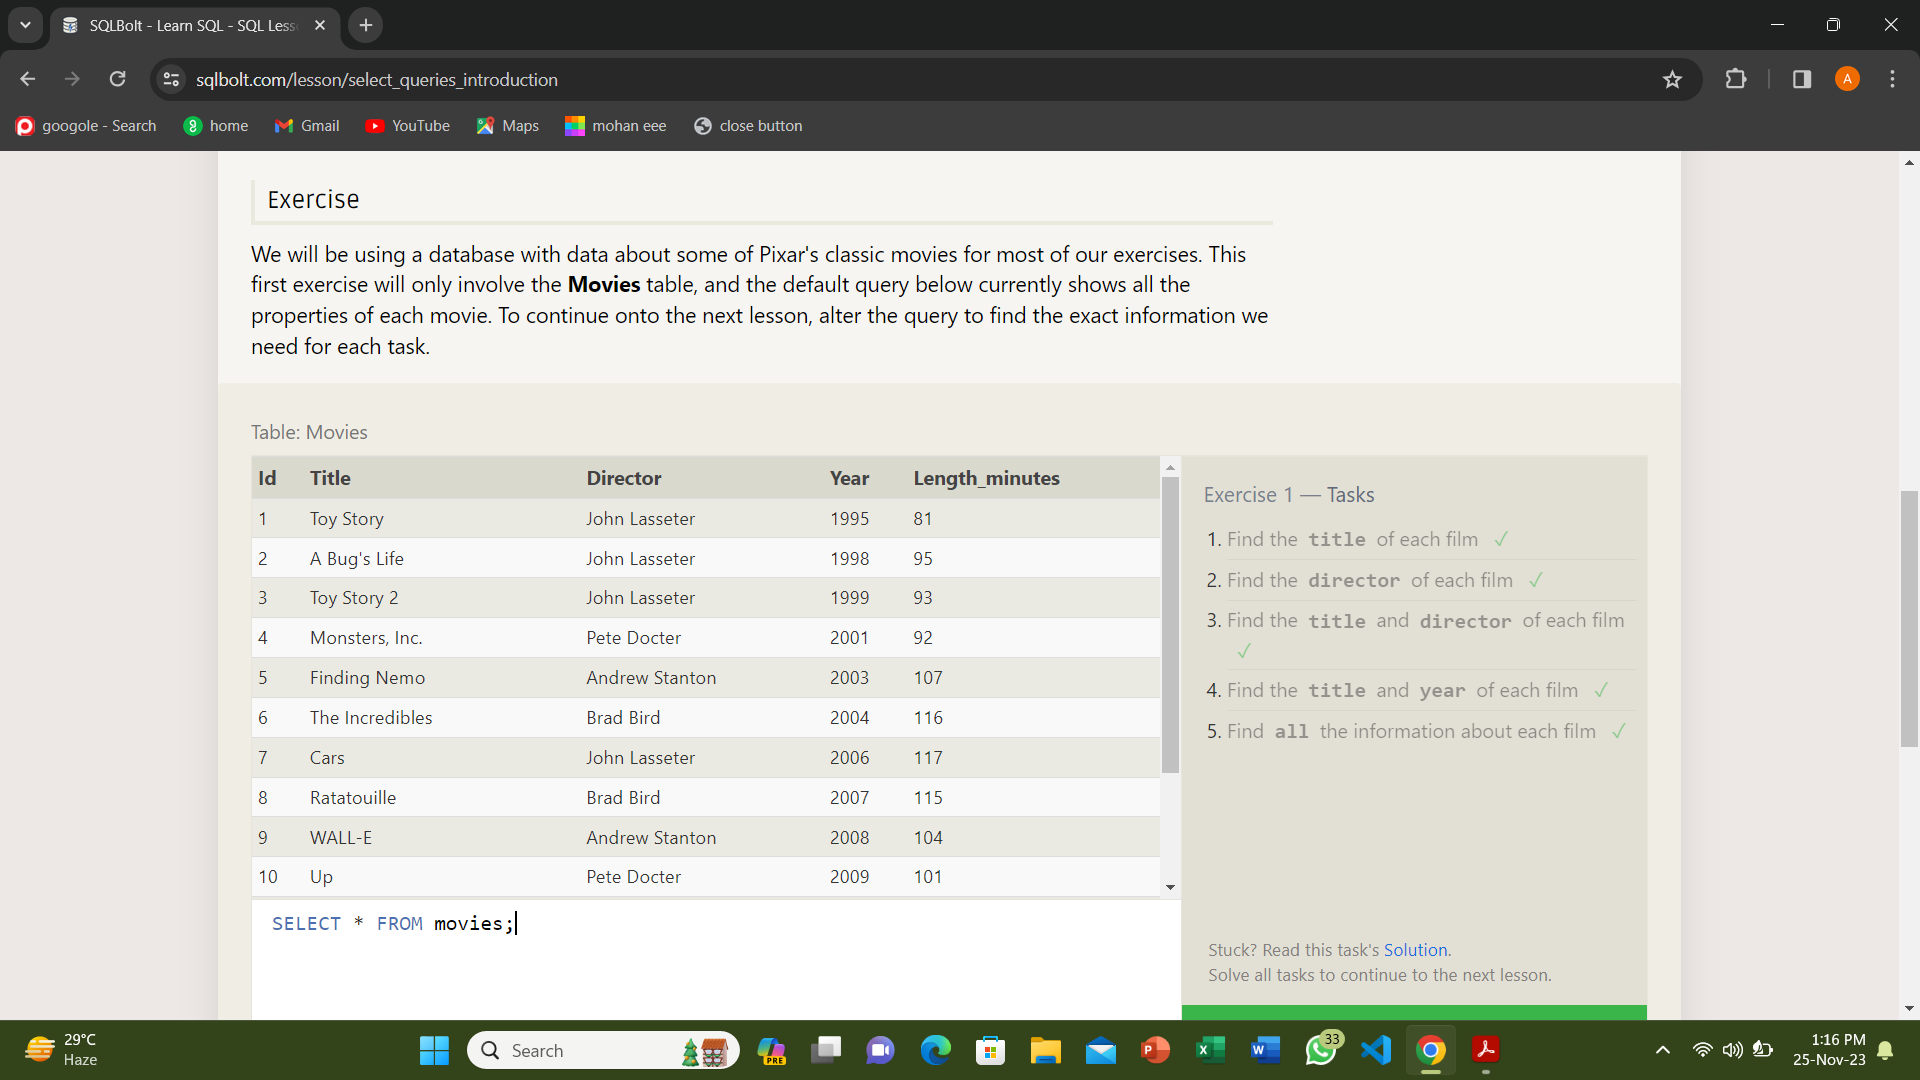 SQLBolt - Learn SQL - SQL Less
sqlbolt.com/lesson/select_queries_introduction
A
googole - Search home Gmail YouTube Maps mohan eee close button
Exercise
We will be using a database with data about some of Pixar's classic movies for most of our exercises. This
first exercise will only involve the Movies table, and the default query below currently shows all the
properties of each movie. To continue onto the next lesson, alter the query to find the exact information we
need for each task.
Table: Movies
Id Title Director Year Length_minutes
1 Toy Story John Lasseter 1995 81
2 A Bug's Life John Lasseter 1998 95
3 Toy Story 2 John Lasseter 1999 93
4 Monsters, Inc. Pete Docter 2001 92
5 Finding Nemo Andrew Stanton 2003 107
6 The Incredibles Brad Bird 2004 116
7 Cars John Lasseter 2006 117
8 Ratatouille Brad Bird 2007 115
9 WALL-E Andrew Stanton 2008 104
10 Up Pete Docter 2009 101
SELECT * FROM movies;
Exercise 1 — Tasks
1. Find the title of each film ✓
2. Find the director of each film ✓
3. Find the title and director of each film
✓
4. Find the title and year of each film ✓
5. Find all the information about each film ✓
Stuck? Read this task's Solution.
Solve all tasks to continue to the next lesson.
29°C
Haze
Search
PRE
33
1:16 PM
25-Nov-23